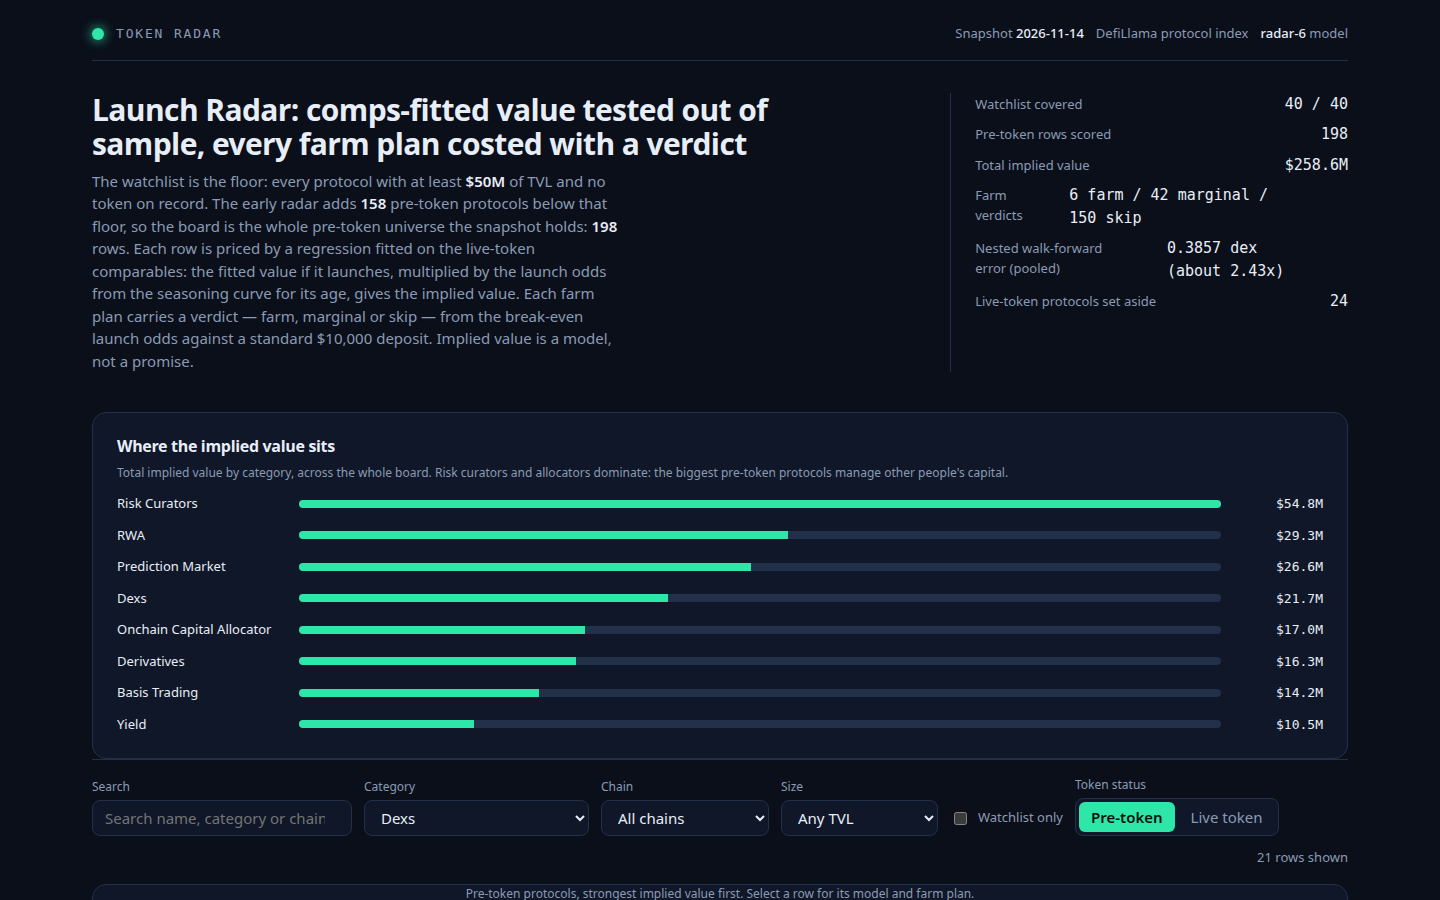 TOKEN RADAR
Snapshot 2026-11-14 DefiLlama protocol index radar-6 model
Launch Radar: comps-fitted value tested out of
sample, every farm plan costed with a verdict
The watchlist is the floor: every protocol with at least $50M of TVL and no
token on record. The early radar adds 158 pre-token protocols below that
floor, so the board is the whole pre-token universe the snapshot holds: 198
rows. Each row is priced by a regression fitted on the live-token
comparables: the fitted value if it launches, multiplied by the launch odds
from the seasoning curve for its age, gives the implied value. Each farm
plan carries a verdict — farm, marginal or skip — from the break-even
launch odds against a standard $10,000 deposit. Implied value is a model,
not a promise.
Watchlist covered 40 / 40
Pre-token rows scored 198
Total implied value $258.6M
Farm verdicts 6 farm / 42 marginal /
150 skip
Nested walk-forward 0.3857 dex
error (pooled) (about 2.43x)
Live-token protocols set aside 24
Where the implied value sits
Total implied value by category, across the whole board. Risk curators and allocators dominate: the biggest pre-token protocols manage other people's capital.
Risk Curators $54.8M
RWA $29.3M
Prediction Market $26.6M
Dexs $21.7M
Onchain Capital Allocator $17.0M
Derivatives $16.3M
Basis Trading $14.2M
Yield $10.5M
Search Category Chain Size Token status
Search name, category or chain Dexs All chains Any TVL Watchlist only Pre-token Live token
21 rows shown
Pre-token protocols, strongest implied value first. Select a row for its model and farm plan.